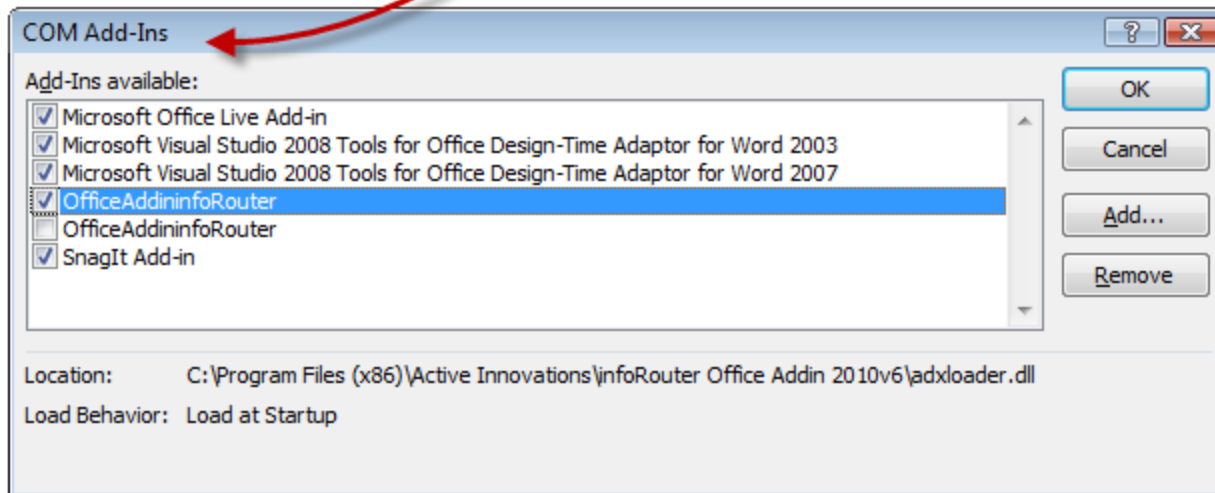 COM Add-Ins
Add-Ins available:
OK
Microsoft Office Live Add-in
Microsoft Visual Studio 2008 Tools for Office Design-Time Adaptor for Word 2003
Cancel
Microsoft Visual Studio 2008 Tools for Office Design-Time Adaptor for Word 2007
OfficeAddininfoRouter
Add...
OfficeAddininfoRouter
SnagIt Add-in
Remove
Location: C:\Program Files (x86)\Active Innovations\infoRouter Office Addin 2010v6\adxloader.dll
Load Behavior: Load at Startup